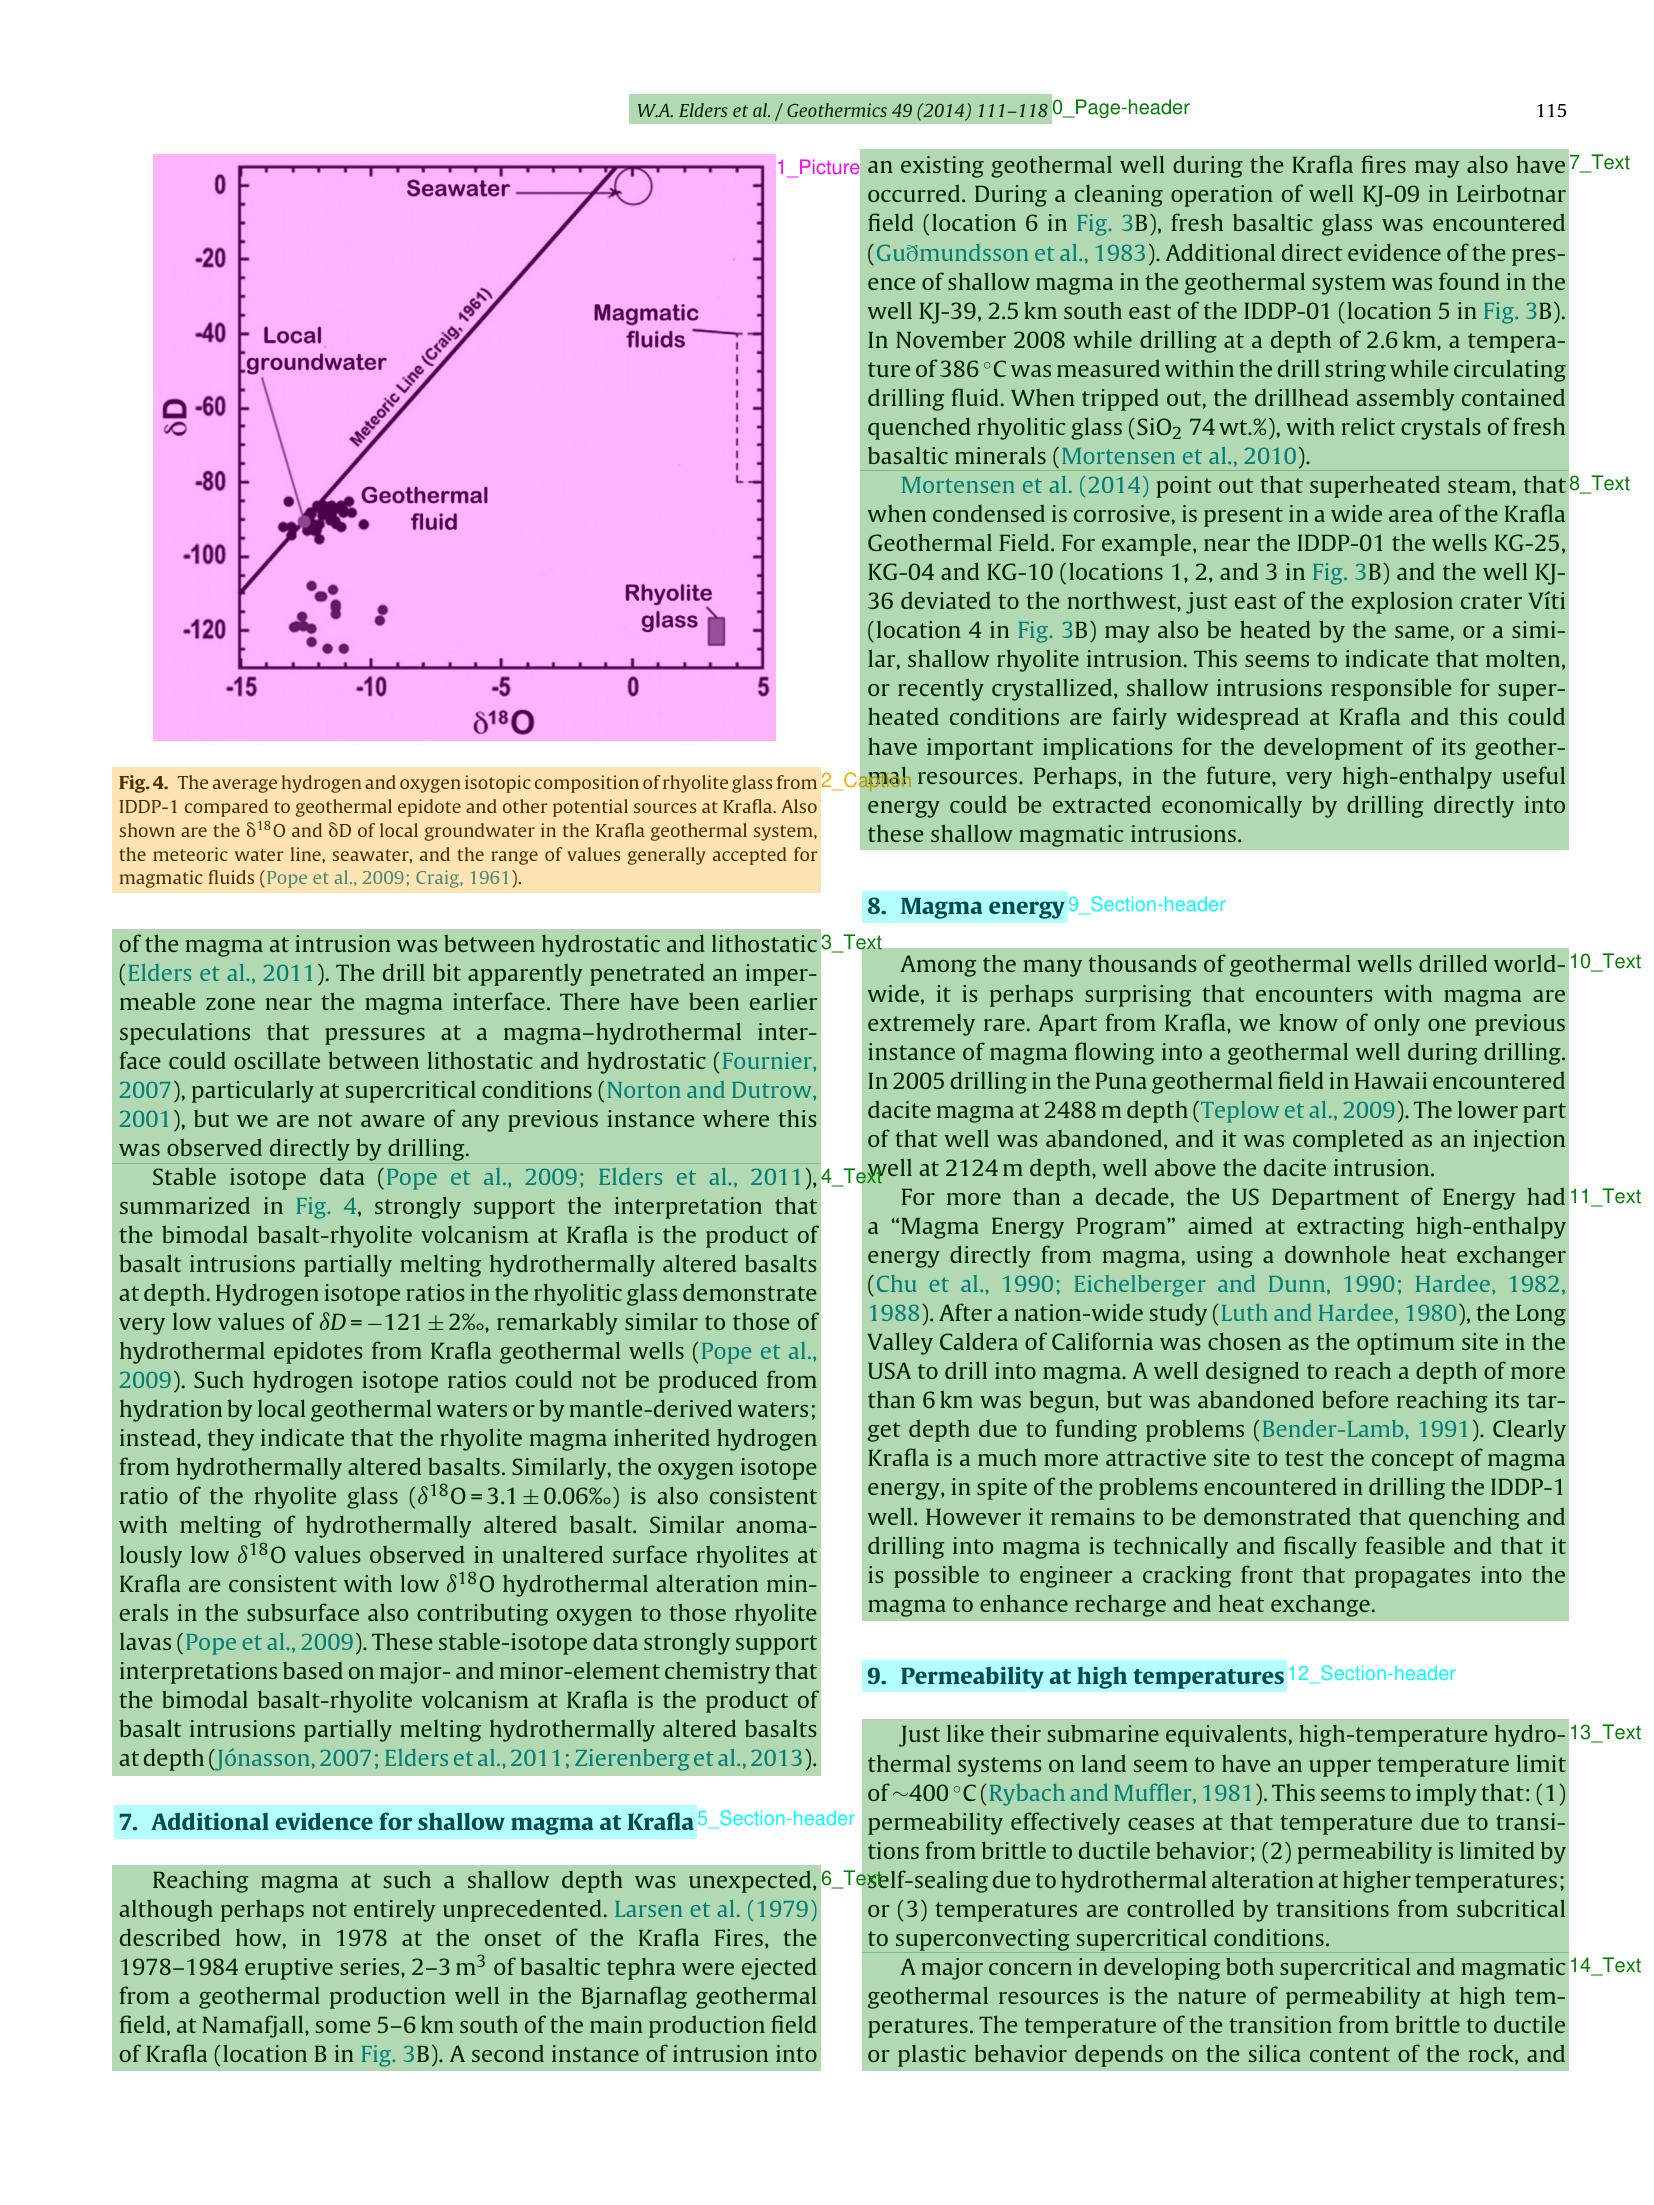 W.A. Elders et al. / Geothermics 49 (2014) 111–118
0_Page-header
115
1_Picture
0
-20
-40
-60
-80
-100
-120
δD
Seawater
Meteoric Line (Craig, 1961)
Local
groundwater
Magmatic
fluids
Geothermal
fluid
Rhyolite
glass
-15
-10
-5
0
5
δ¹⁸O
2_Caption
Fig. 4. The average hydrogen and oxygen isotopic composition of rhyolite glass from
IDDP-1 compared to geothermal epidote and other potential sources at Krafla. Also
shown are the δ¹⁸O and δD of local groundwater in the Krafla geothermal system,
the meteoric water line, seawater, and the range of values generally accepted for
magmatic fluids (Pope et al., 2009; Craig, 1961).
3_Text
of the magma at intrusion was between hydrostatic and lithostatic
(Elders et al., 2011). The drill bit apparently penetrated an imper-
meable zone near the magma interface. There have been earlier
speculations that pressures at a magma–hydrothermal inter-
face could oscillate between lithostatic and hydrostatic (Fournier,
2007), particularly at supercritical conditions (Norton and Dutrow,
2001), but we are not aware of any previous instance where this
was observed directly by drilling.
4_Text
Stable isotope data (Pope et al., 2009; Elders et al., 2011),
summarized in Fig. 4, strongly support the interpretation that
the bimodal basalt-rhyolite volcanism at Krafla is the product of
basalt intrusions partially melting hydrothermally altered basalts
at depth. Hydrogen isotope ratios in the rhyolitic glass demonstrate
very low values of δD = −121 ± 2‰, remarkably similar to those of
hydrothermal epidotes from Krafla geothermal wells (Pope et al.,
2009). Such hydrogen isotope ratios could not be produced from
hydration by local geothermal waters or by mantle-derived waters;
instead, they indicate that the rhyolite magma inherited hydrogen
from hydrothermally altered basalts. Similarly, the oxygen isotope
ratio of the rhyolite glass (δ¹⁸O = 3.1 ± 0.06‰) is also consistent
with melting of hydrothermally altered basalt. Similar anoma-
lously low δ¹⁸O values observed in unaltered surface rhyolites at
Krafla are consistent with low δ¹⁸O hydrothermal alteration min-
erals in the subsurface also contributing oxygen to those rhyolite
lavas (Pope et al., 2009). These stable-isotope data strongly support
interpretations based on major- and minor-element chemistry that
the bimodal basalt-rhyolite volcanism at Krafla is the product of
basalt intrusions partially melting hydrothermally altered basalts
at depth (Jónasson, 2007; Elders et al., 2011; Zierenberg et al., 2013).
7. Additional evidence for shallow magma at Krafla
5_Section-header
6_Text
Reaching magma at such a shallow depth was unexpected,
although perhaps not entirely unprecedented. Larsen et al. (1979)
described how, in 1978 at the onset of the Krafla Fires, the
1978–1984 eruptive series, 2–3 m³ of basaltic tephra were ejected
from a geothermal production well in the Bjarnaflag geothermal
field, at Namafjall, some 5–6 km south of the main production field
of Krafla (location B in Fig. 3B). A second instance of intrusion into
7_Text
an existing geothermal well during the Krafla fires may also have
occurred. During a cleaning operation of well KJ-09 in Leirbotnar
field (location 6 in Fig. 3B), fresh basaltic glass was encountered
(Guðmundsson et al., 1983). Additional direct evidence of the pres-
ence of shallow magma in the geothermal system was found in the
well KJ-39, 2.5 km south east of the IDDP-01 (location 5 in Fig. 3B).
In November 2008 while drilling at a depth of 2.6 km, a tempera-
ture of 386 °C was measured within the drill string while circulating
drilling fluid. When tripped out, the drillhead assembly contained
quenched rhyolitic glass (SiO₂ 74 wt.%), with relict crystals of fresh
basaltic minerals (Mortensen et al., 2010).
8_Text
Mortensen et al. (2014) point out that superheated steam, that
when condensed is corrosive, is present in a wide area of the Krafla
Geothermal Field. For example, near the IDDP-01 the wells KG-25,
KG-04 and KG-10 (locations 1, 2, and 3 in Fig. 3B) and the well KJ-
36 deviated to the northwest, just east of the explosion crater Víti
(location 4 in Fig. 3B) may also be heated by the same, or a simi-
lar, shallow rhyolite intrusion. This seems to indicate that molten,
or recently crystallized, shallow intrusions responsible for super-
heated conditions are fairly widespread at Krafla and this could
have important implications for the development of its geother-
mal resources. Perhaps, in the future, very high-enthalpy useful
energy could be extracted economically by drilling directly into
these shallow magmatic intrusions.
8. Magma energy
9_Section-header
10_Text
Among the many thousands of geothermal wells drilled world-
wide, it is perhaps surprising that encounters with magma are
extremely rare. Apart from Krafla, we know of only one previous
instance of magma flowing into a geothermal well during drilling.
In 2005 drilling in the Puna geothermal field in Hawaii encountered
dacite magma at 2488 m depth (Teplow et al., 2009). The lower part
of that well was abandoned, and it was completed as an injection
well at 2124 m depth, well above the dacite intrusion.
11_Text
For more than a decade, the US Department of Energy had
a “Magma Energy Program” aimed at extracting high-enthalpy
energy directly from magma, using a downhole heat exchanger
(Chu et al., 1990; Eichelberger and Dunn, 1990; Hardee, 1982,
1988). After a nation-wide study (Luth and Hardee, 1980), the Long
Valley Caldera of California was chosen as the optimum site in the
USA to drill into magma. A well designed to reach a depth of more
than 6 km was begun, but was abandoned before reaching its tar-
get depth due to funding problems (Bender-Lamb, 1991). Clearly
Krafla is a much more attractive site to test the concept of magma
energy, in spite of the problems encountered in drilling the IDDP-1
well. However it remains to be demonstrated that quenching and
drilling into magma is technically and fiscally feasible and that it
is possible to engineer a cracking front that propagates into the
magma to enhance recharge and heat exchange.
9. Permeability at high temperatures
12_Section-header
13_Text
Just like their submarine equivalents, high-temperature hydro-
thermal systems on land seem to have an upper temperature limit
of ∼400 °C (Rybach and Muffler, 1981). This seems to imply that: (1)
permeability effectively ceases at that temperature due to transi-
tions from brittle to ductile behavior; (2) permeability is limited by
self-sealing due to hydrothermal alteration at higher temperatures;
or (3) temperatures are controlled by transitions from subcritical
to superconvecting supercritical conditions.
14_Text
A major concern in developing both supercritical and magmatic
geothermal resources is the nature of permeability at high tem-
peratures. The temperature of the transition from brittle to ductile
or plastic behavior depends on the silica content of the rock, and